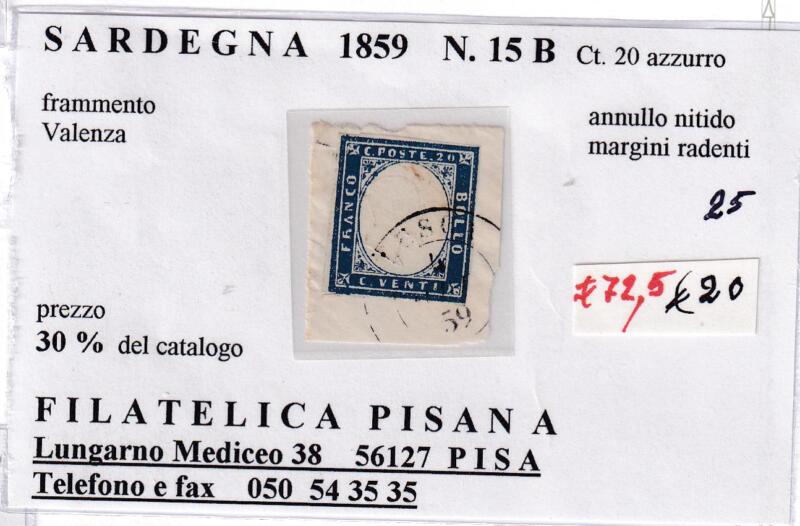 SARDEGNA 1859 N. 15 B Ct. 20 azzurro
frammento
Valenza
annullo nitido
margini radenti
C. POSTE. 20
FRANCO
BOLLO
C. VENTI
59
25
€72,5
€20
prezzo
30 % del catalogo
FILATELICA PISANA
Lungarno Mediceo 38 56127 PISA
Telefono e fax 050 54 35 35